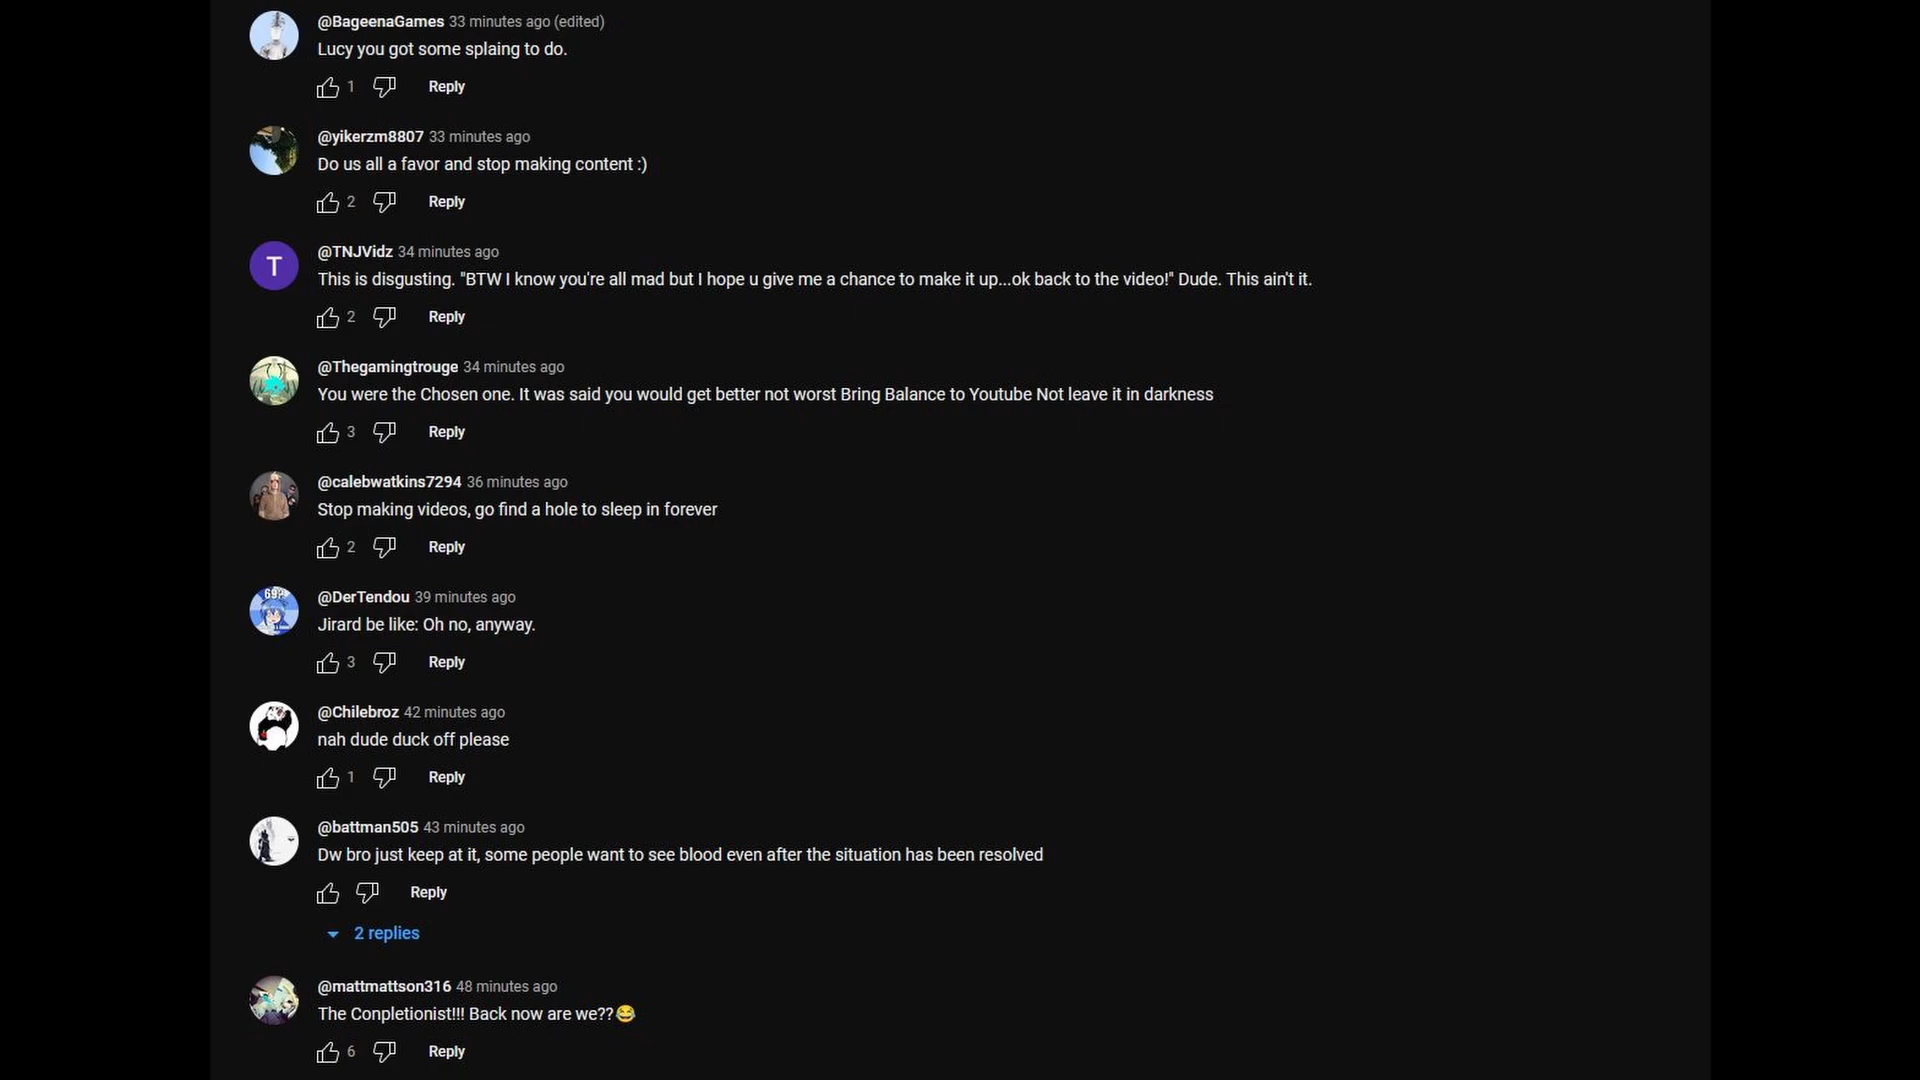 @BageenaGames 33 minutes ago (edited)
Lucy you got some splaing to do.
1 Reply
@yikerzm8807 33 minutes ago
Do us all a favor and stop making content :)
2 Reply
T
@TNJVidz 34 minutes ago
This is disgusting. "BTW I know you're all mad but I hope u give me a chance to make it up...ok back to the video!" Dude. This ain't it.
2 Reply
@Thegamingtrouge 34 minutes ago
You were the Chosen one. It was said you would get better not worst Bring Balance to Youtube Not leave it in darkness
3 Reply
@calebwatkins7294 36 minutes ago
Stop making videos, go find a hole to sleep in forever
2 Reply
@DerTendou 39 minutes ago
Jirard be like: Oh no, anyway.
3 Reply
@Chilebroz 42 minutes ago
nah dude duck off please
1 Reply
@battman505 43 minutes ago
Dw bro just keep at it, some people want to see blood even after the situation has been resolved
Reply
2 replies
@mattmattson316 48 minutes ago
The Conpletionist!!! Back now are we??😂
6 Reply